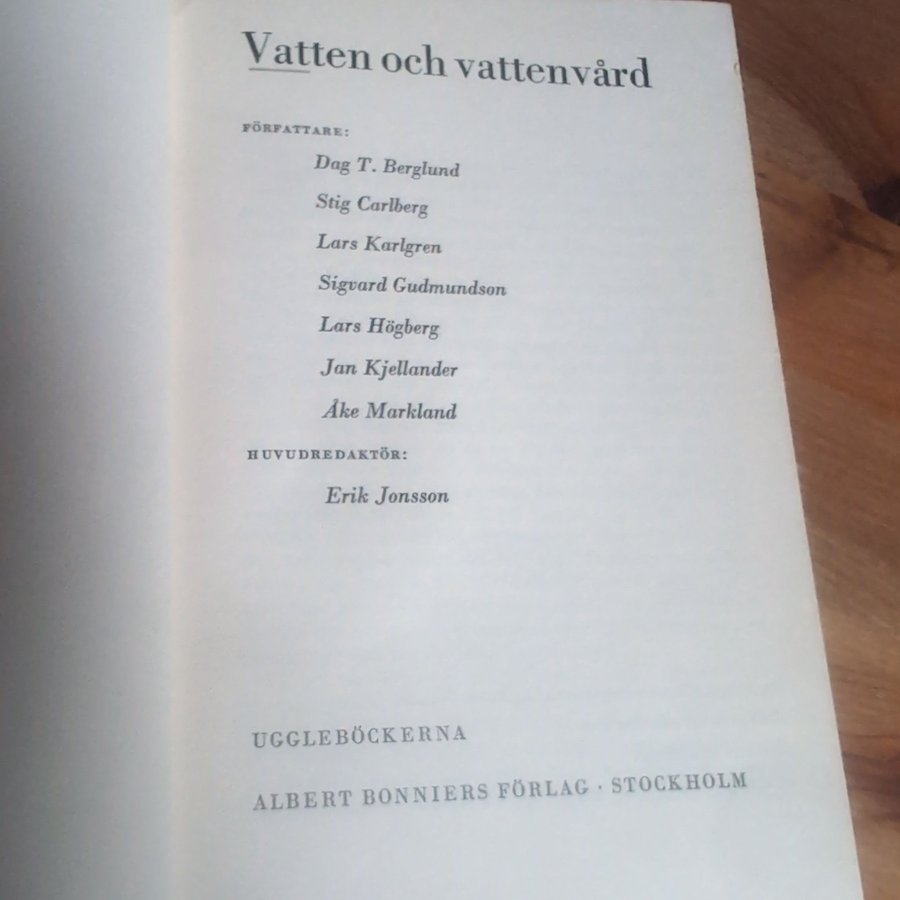 Vatten och vattenvård
FÖRFATTARE:
Dag T. Berglund
Stig Carlberg
Lars Karlgren
Sigvard Gudmundson
Lars Högberg
Jan Kjellander
Åke Markland
HUVUDREDAKTÖR:
Erik Jonsson
UGGLEBÖCKERNA
ALBERT BONNIERS FÖRLAG · STOCKHOLM